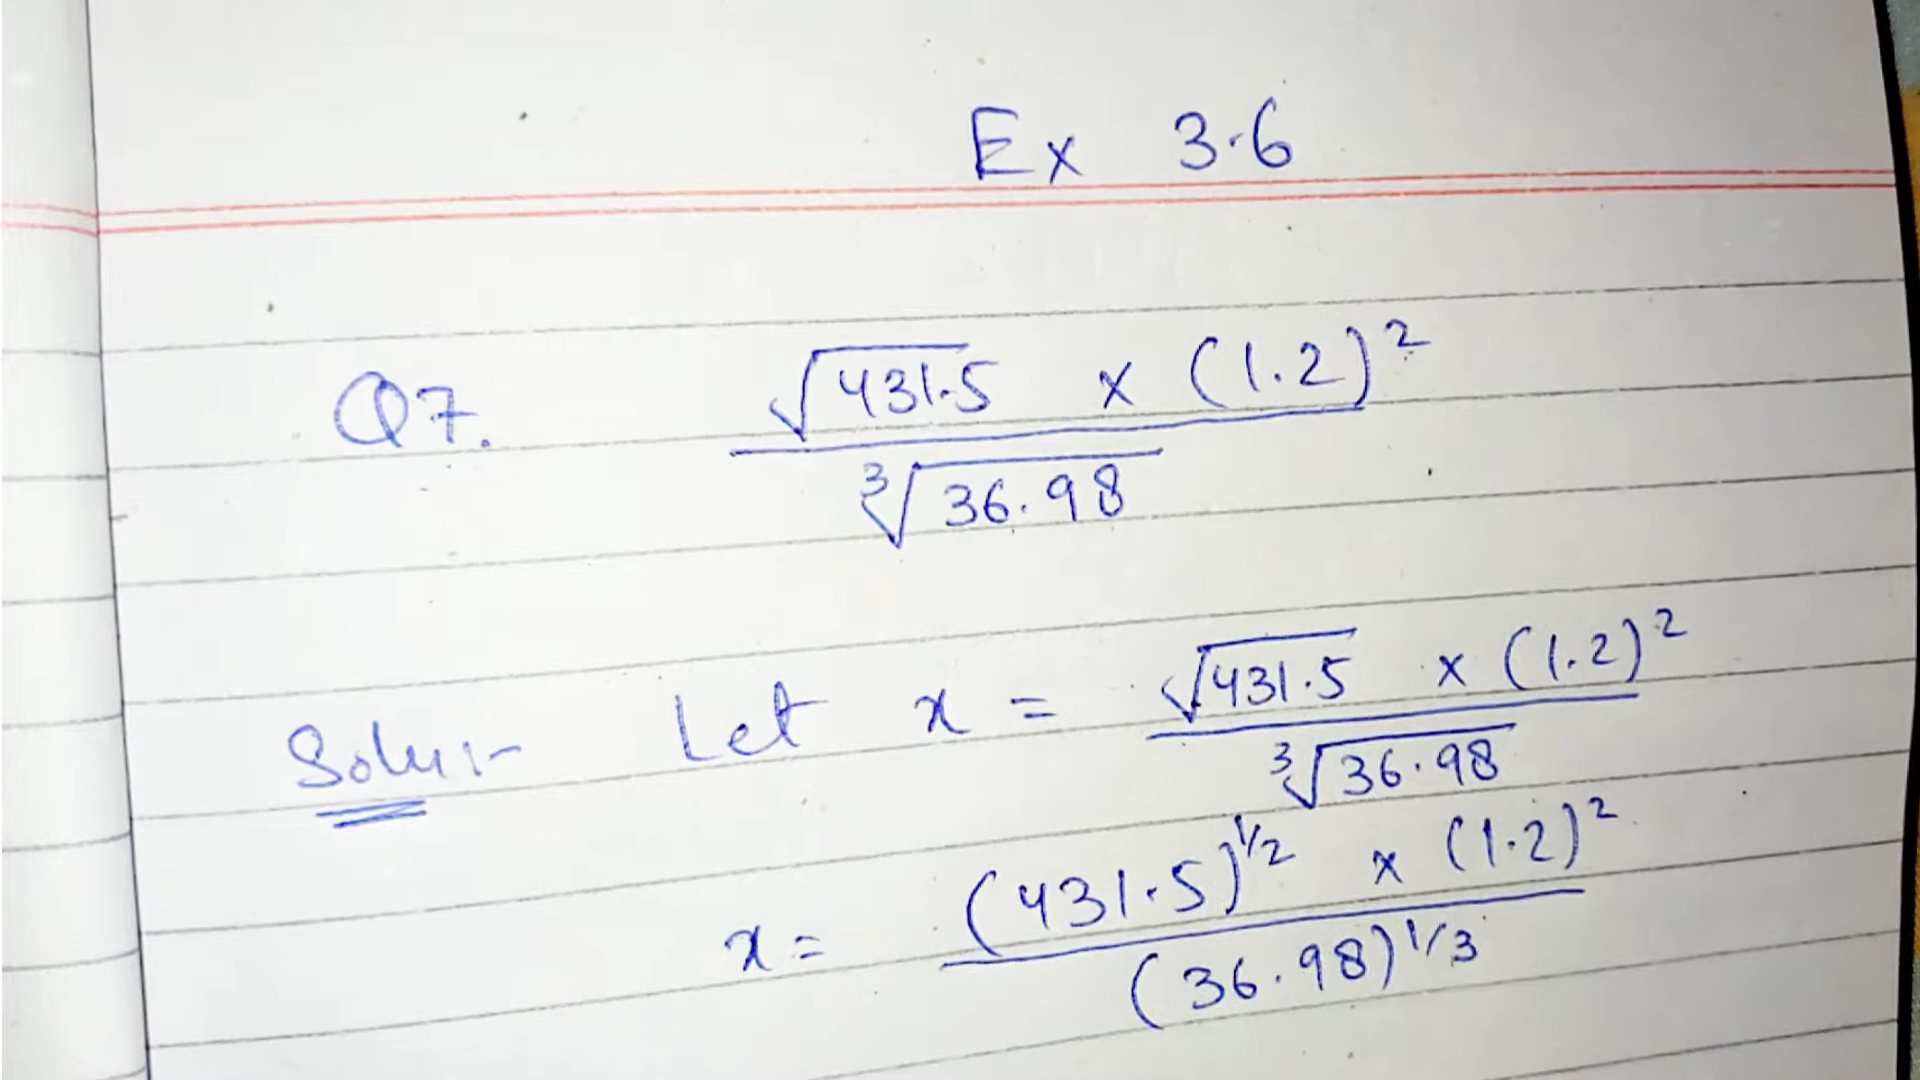 Ex 3.6
Q7. √431.5 × (1.2)²
∛36.98
Solu:- Let x = √431.5 × (1.2)²
∛36.98
x = (431.5)^1/2 × (1.2)²
(36.98)^1/3